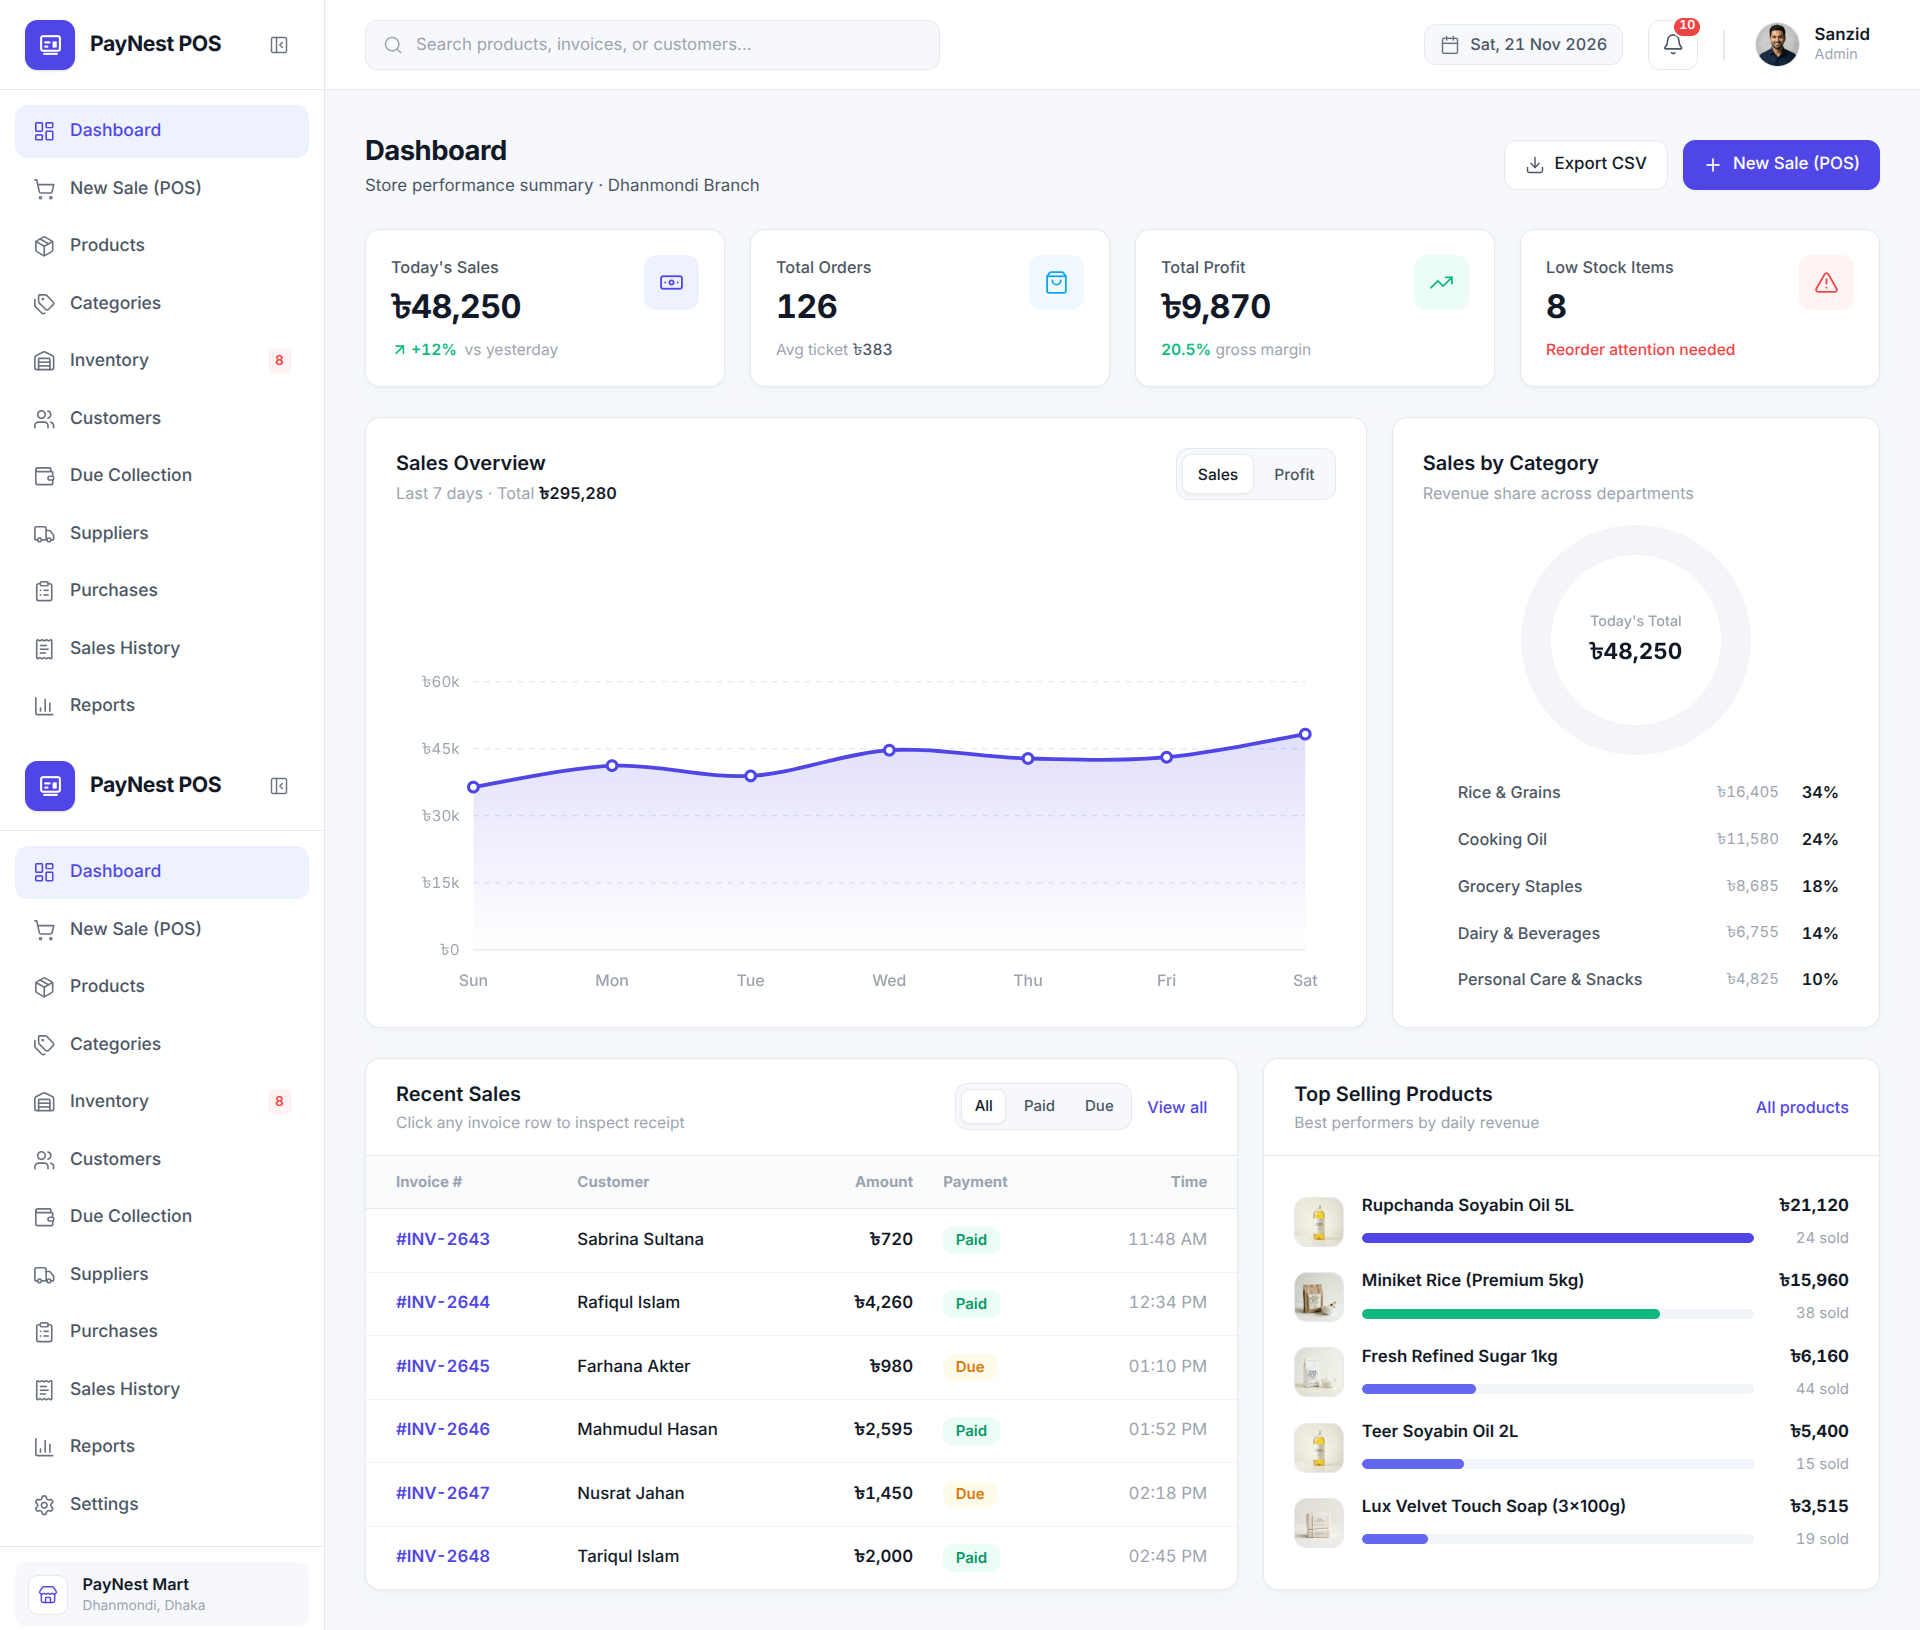 PayNest POS
Search products, invoices, or customers...
Sat, 21 Nov 2026
10
Sanzid
Admin
Dashboard
New Sale (POS)
Products
Categories
Inventory 8
Customers
Due Collection
Suppliers
Purchases
Sales History
Reports
PayNest POS
Dashboard
New Sale (POS)
Products
Categories
Inventory 8
Customers
Due Collection
Suppliers
Purchases
Sales History
Reports
Settings
PayNest Mart
Dhanmondi, Dhaka
Dashboard
Store performance summary · Dhanmondi Branch
Export CSV
New Sale (POS)
Today's Sales
৳48,250
+12% vs yesterday
Total Orders
126
Avg ticket ৳383
Total Profit
৳9,870
20.5% gross margin
Low Stock Items
8
Reorder attention needed
Sales Overview
Last 7 days · Total ৳295,280
Sales Profit
৳60k
৳45k
৳30k
৳15k
৳0
Sun Mon Tue Wed Thu Fri Sat
Sales by Category
Revenue share across departments
Today's Total
৳48,250
Rice & Grains ৳16,405 34%
Cooking Oil ৳11,580 24%
Grocery Staples ৳8,685 18%
Dairy & Beverages ৳6,755 14%
Personal Care & Snacks ৳4,825 10%
Recent Sales
Click any invoice row to inspect receipt
All Paid Due View all
Invoice # Customer Amount Payment Time
#INV-2643 Sabrina Sultana ৳720 Paid 11:48 AM
#INV-2644 Rafiqul Islam ৳4,260 Paid 12:34 PM
#INV-2645 Farhana Akter ৳980 Due 01:10 PM
#INV-2646 Mahmudul Hasan ৳2,595 Paid 01:52 PM
#INV-2647 Nusrat Jahan ৳1,450 Due 02:18 PM
#INV-2648 Tariqul Islam ৳2,000 Paid 02:45 PM
Top Selling Products
Best performers by daily revenue
All products
Rupchanda Soyabin Oil 5L ৳21,120
24 sold
Miniket Rice (Premium 5kg) ৳15,960
38 sold
Fresh Refined Sugar 1kg ৳6,160
44 sold
Teer Soyabin Oil 2L ৳5,400
15 sold
Lux Velvet Touch Soap (3×100g) ৳3,515
19 sold